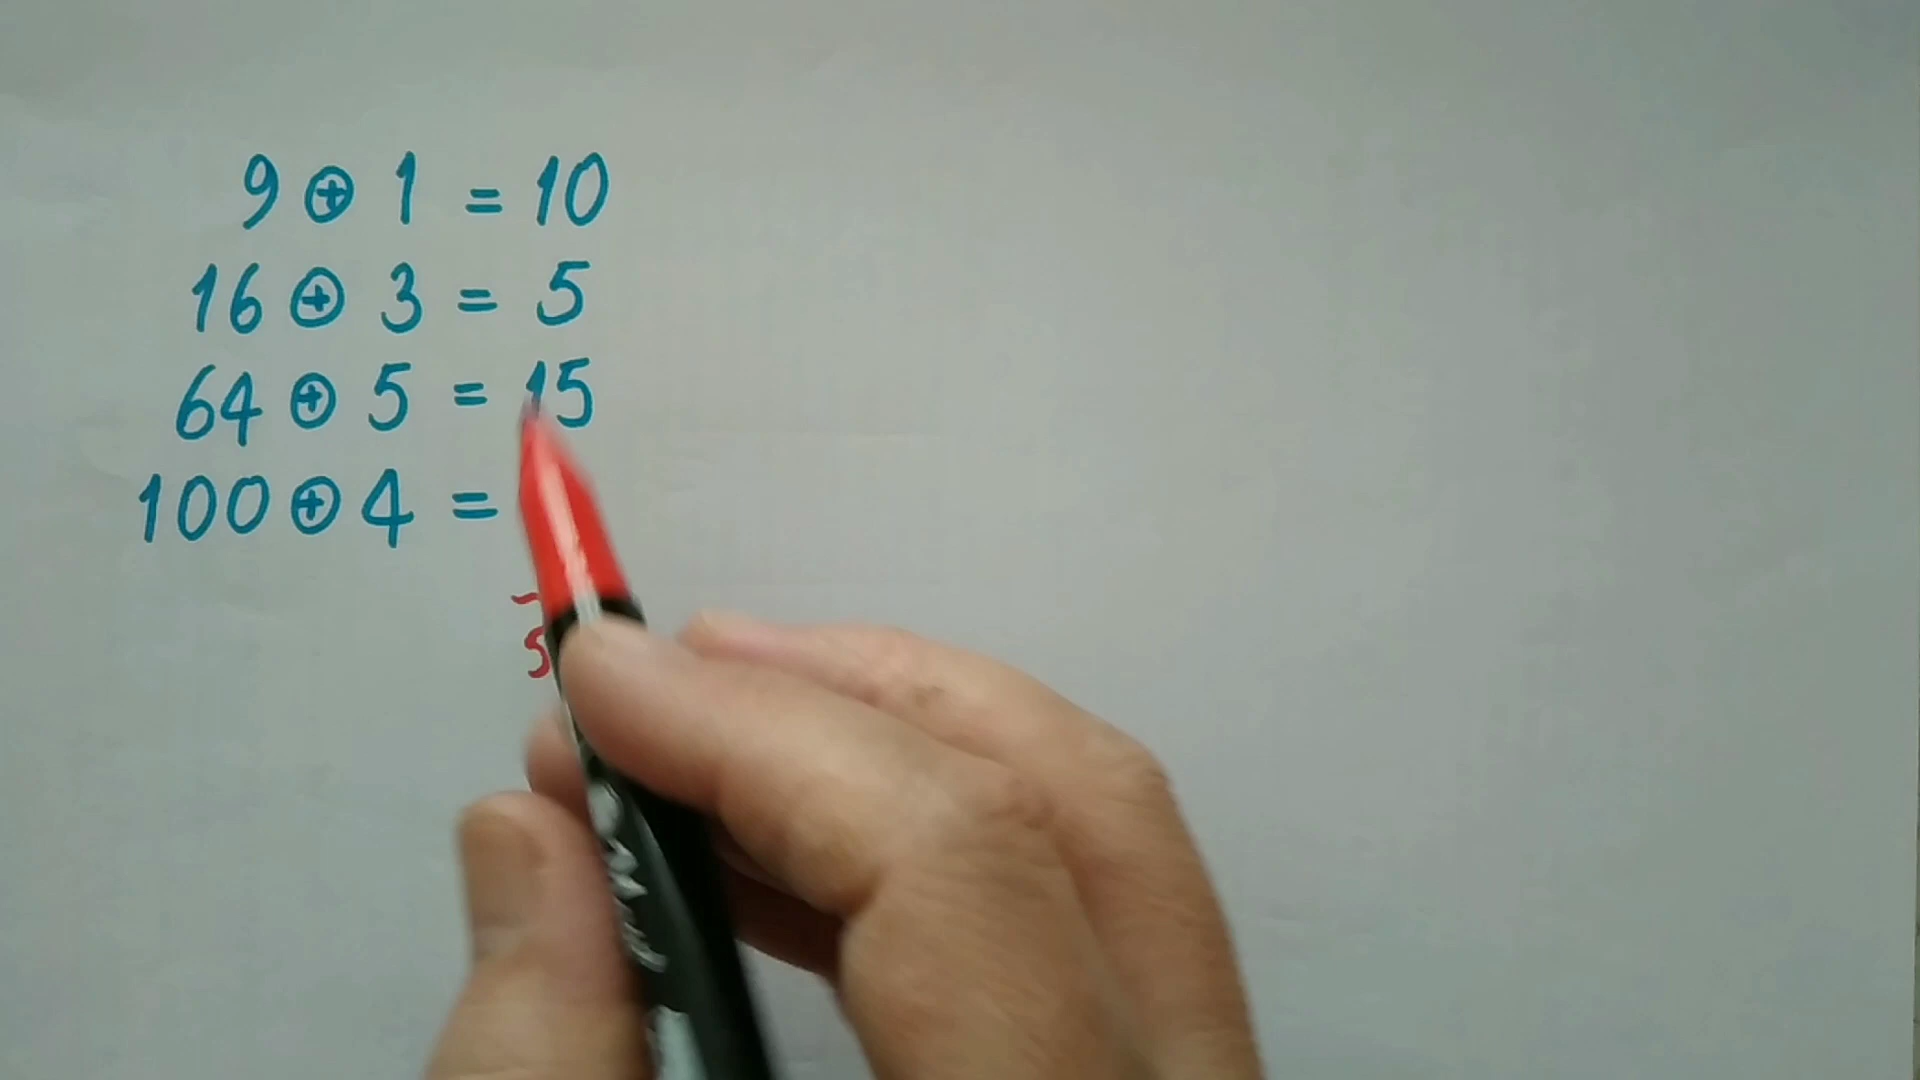 9 ⊕ 1 = 10
16 ⊕ 3 = 5
64 ⊕ 5 = 15
100 ⊕ 4 =